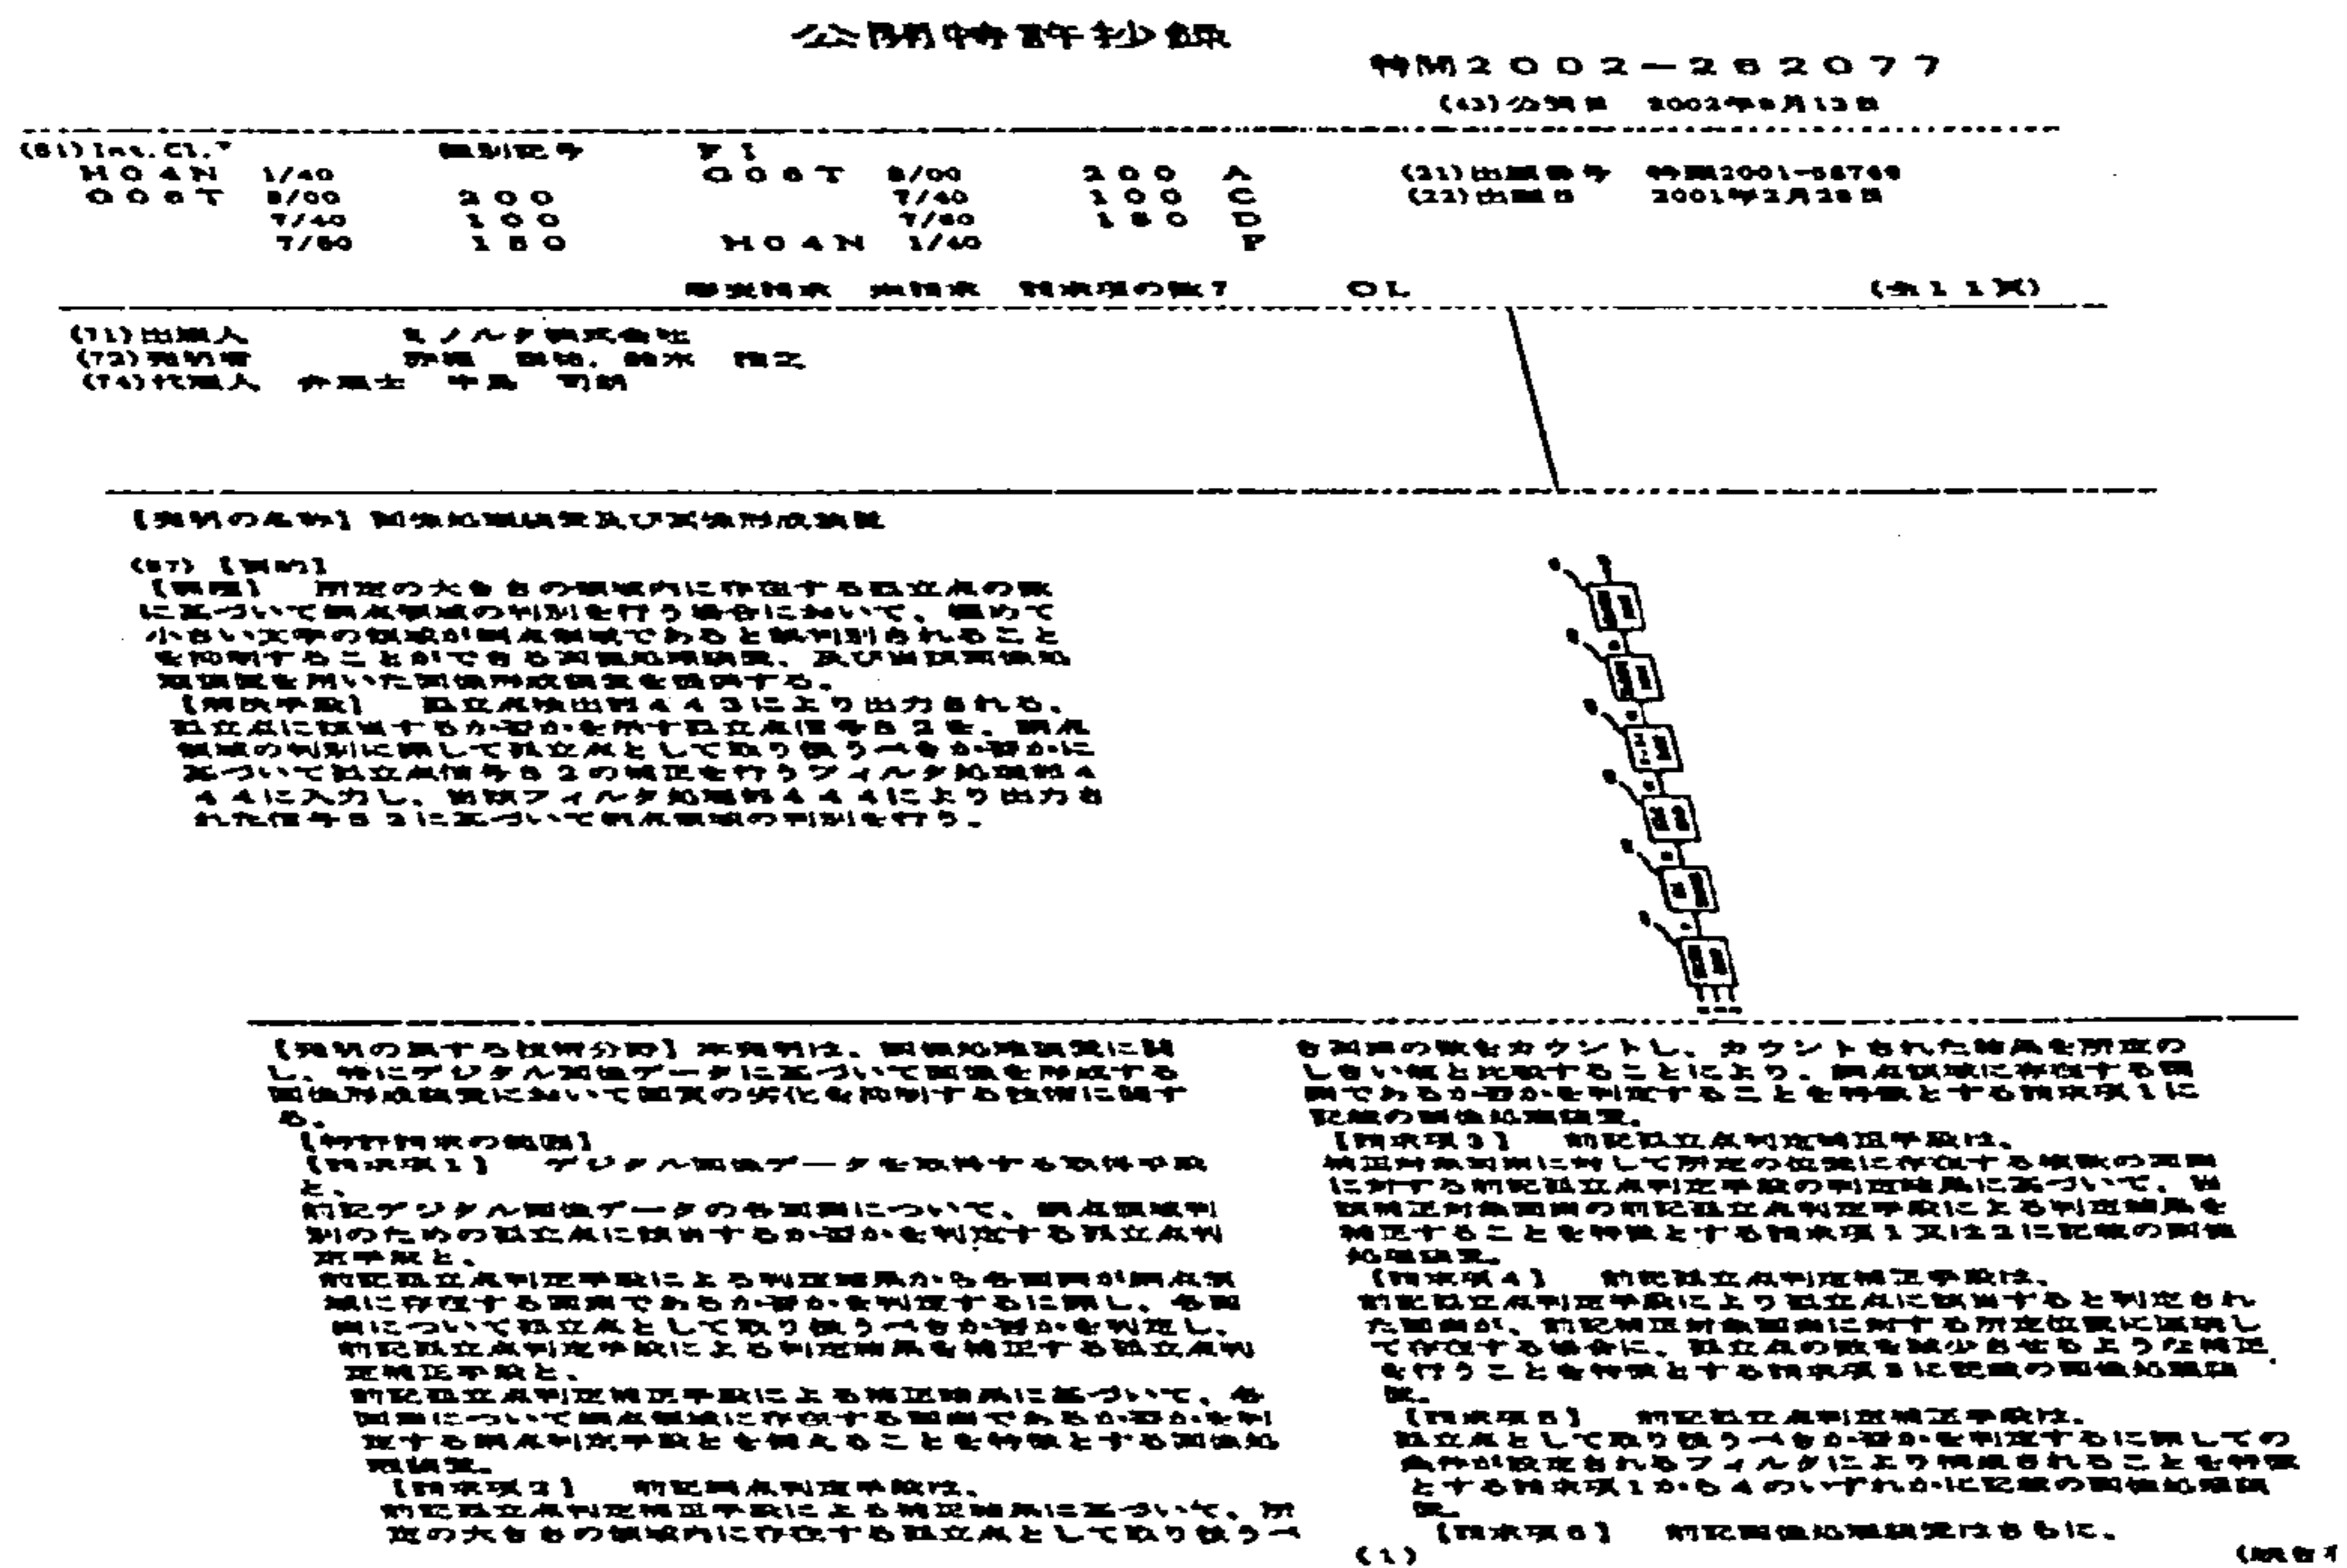 公開特許抄録
特開2002-262077
(43)公開日 2002年9月13日
(51)Int.Cl.7 識別記号 FI
H04N 1/40 G06T 5/00 200 A (21)出願番号
G06T 5/00 200 7/40 100 C (22)出願日 2001年2月28日
7/40 100 7/60 150 D
7/60 150 H04N 1/40 F
審査請求 未請求 請求項の数7 OL (全11頁)
(71)出願人 ミノルタ株式会社
(72)発明者
(74)代理人 弁理士 中島 司朗
【発明の名称】画像処理装置及び画像形成装置
(57)【要約】
【課題】 所定の大きさの領域内に存在する孤立点の数
に基づいて網点領域の判別を行う場合において、極めて
小さい文字の領域が網点領域であると誤判別されること
を抑制することができる画像処理装置、及び当該画像処
理装置を用いた画像形成装置を提供する。
【解決手段】 孤立点検出部443により出力される、
孤立点に該当するか否かを示す孤立点信号S2を、網点
領域の判別に際して孤立点として取り扱うべきか否かに
基づいて孤立点信号S2の補正を行うフィルタ処理部4
44に入力し、当該フィルタ処理部444により出力さ
れた信号S3に基づいて網点領域の判別を行う。
【発明の属する技術分野】本発明は、画像処理装置に関
し、特にデジタル画像データに基づいて画像を形成する
画像形成装置において画質の劣化を抑制する技術に関す
る。
【特許請求の範囲】
【請求項1】 デジタル画像データを取得する取得手段
と、
前記デジタル画像データの各画素について、網点領域判
別のための孤立点に該当するか否かを判定する孤立点判
定手段と、
前記孤立点判定手段による判定結果から各画素が網点領
域に存在する画素であるか否かを判定するに際し、各画
素について孤立点として取り扱うべきか否かを判定し、
前記孤立点判定手段による判定結果を補正する孤立点判
定補正手段と、
前記孤立点判定補正手段による補正結果に基づいて、各
画素について網点領域に存在する画素であるか否かを判
定する網点判定手段とを備えることを特徴とする画像処
理装置。
【請求項2】 前記網点判定手段は、
前記孤立点判定補正手段による補正結果に基づいて、所
定の大きさの領域内に存在する孤立点として取り扱うべ
き画素の数をカウントし、カウントされた結果を所定の
しきい値と比較することにより、網点領域に存在する画
素であるか否かを判定することを特徴とする請求項1に
記載の画像処理装置。
【請求項3】 前記孤立点判定補正手段は、
補正対象画素に対して所定の位置に存在する複数の画素
に対する前記孤立点判定手段の判定結果に基づいて、当
該補正対象画素の前記孤立点判定手段による判定結果を
補正することを特徴とする請求項1又は2に記載の画像
処理装置。
【請求項4】 前記孤立点判定補正手段は、
前記孤立点判定手段により孤立点に該当すると判定され
た画素が、前記補正対象画素に対する所定位置に連続し
て存在する場合に、孤立点の数を減少させるような補正
を行うことを特徴とする請求項3に記載の画像処理装
置。
【請求項5】 前記孤立点判定補正手段は、
孤立点として取り扱うべきか否かを判定するに際しての
条件が設定されるフィルタにより構成されることを特徴
とする請求項1から4のいずれかに記載の画像処理装
置。
【請求項6】 前記画像処理装置はさらに、
(1)